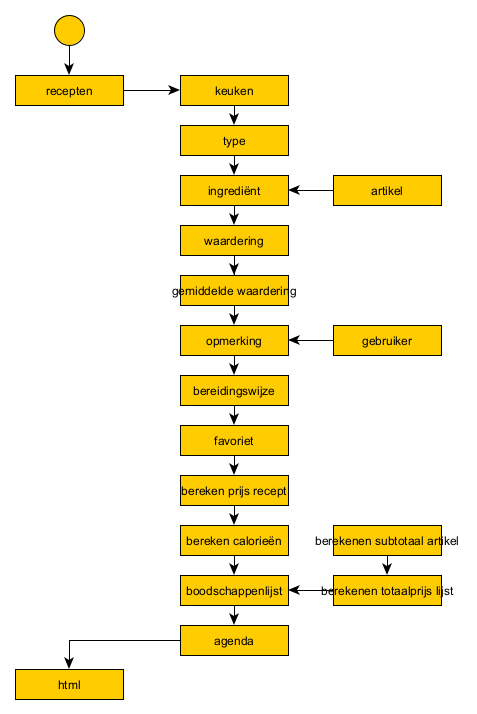 recepten
keuken
type
ingrediënt
artikel
waardering
gemiddelde waardering
opmerking
gebruiker
bereidingswijze
favoriet
bereken prijs recept
bereken calorieën
berekenen subtotaal artikel
boodschappenlijst
berekenen totaalprijs lijst
agenda
html